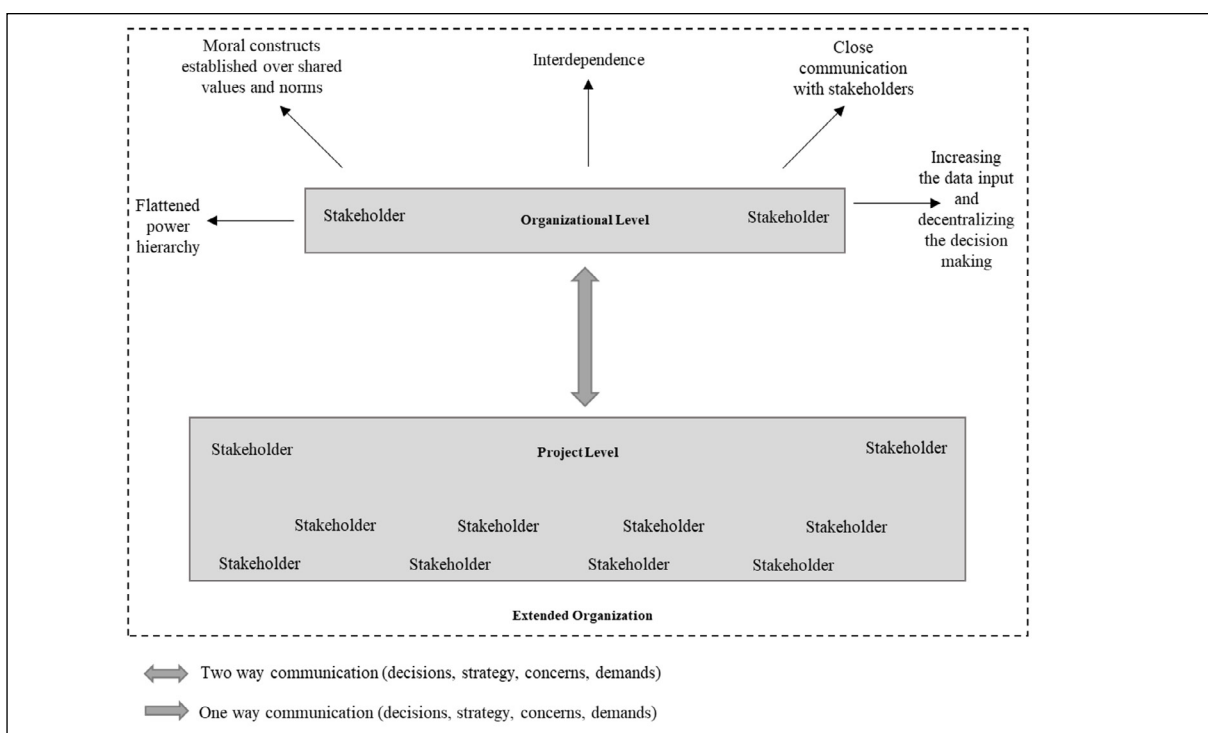 Moral constructs
established over shared
values and norms
Interdependence
Close
communication
with stakeholders
Flattened
power
hierarchy
Increasing
the data input
and
decentralizing
the decision
making
Stakeholder Organizational Level Stakeholder
Stakeholder Project Level Stakeholder
Stakeholder Stakeholder Stakeholder Stakeholder
Stakeholder Stakeholder Stakeholder Stakeholder
Extended Organization
Two way communication (decisions, strategy, concerns, demands)
One way communication (decisions, strategy, concerns, demands)